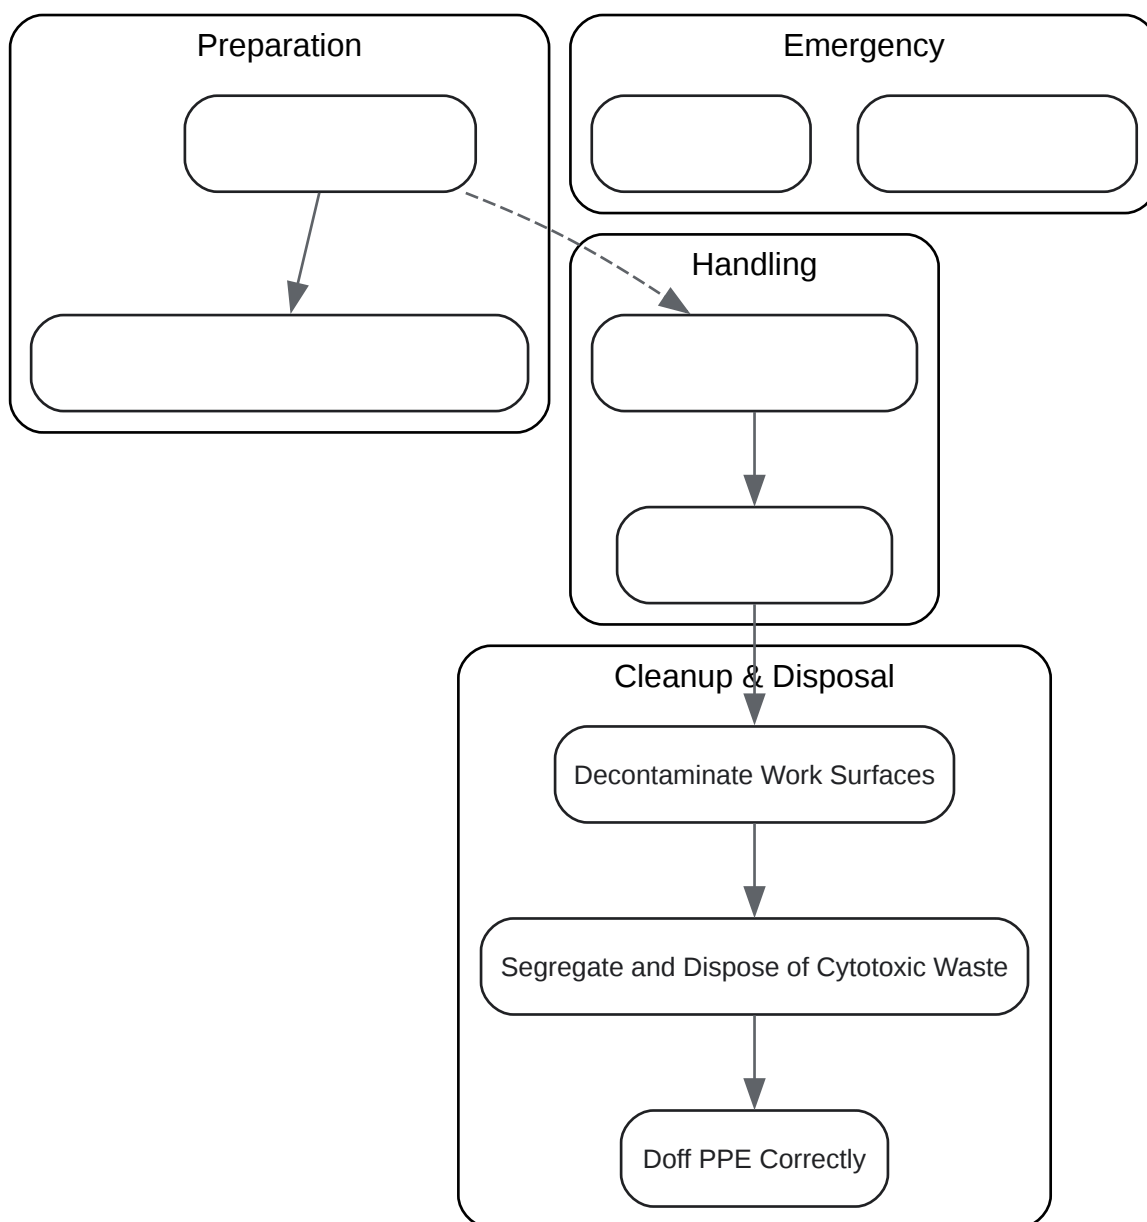 Preparation
Emergency
Handling
Cleanup & Disposal
Decontaminate Work Surfaces
Segregate and Dispose of Cytotoxic Waste
Doff PPE Correctly